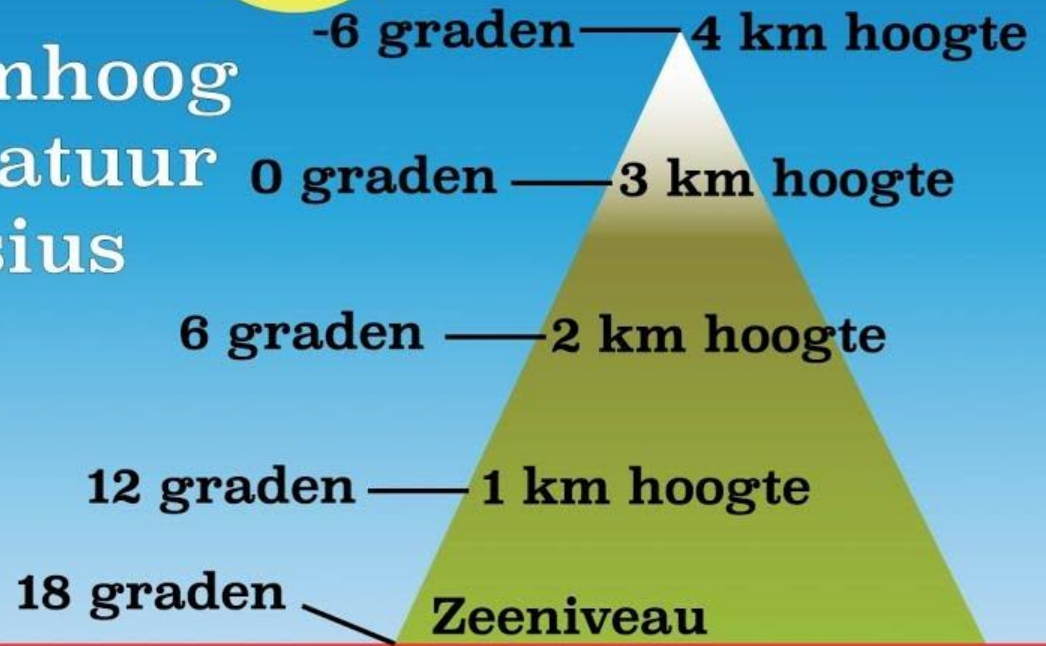 -6 graden 4 km hoogte
0 graden 3 km hoogte
6 graden 2 km hoogte
12 graden 1 km hoogte
18 graden Zeeniveau